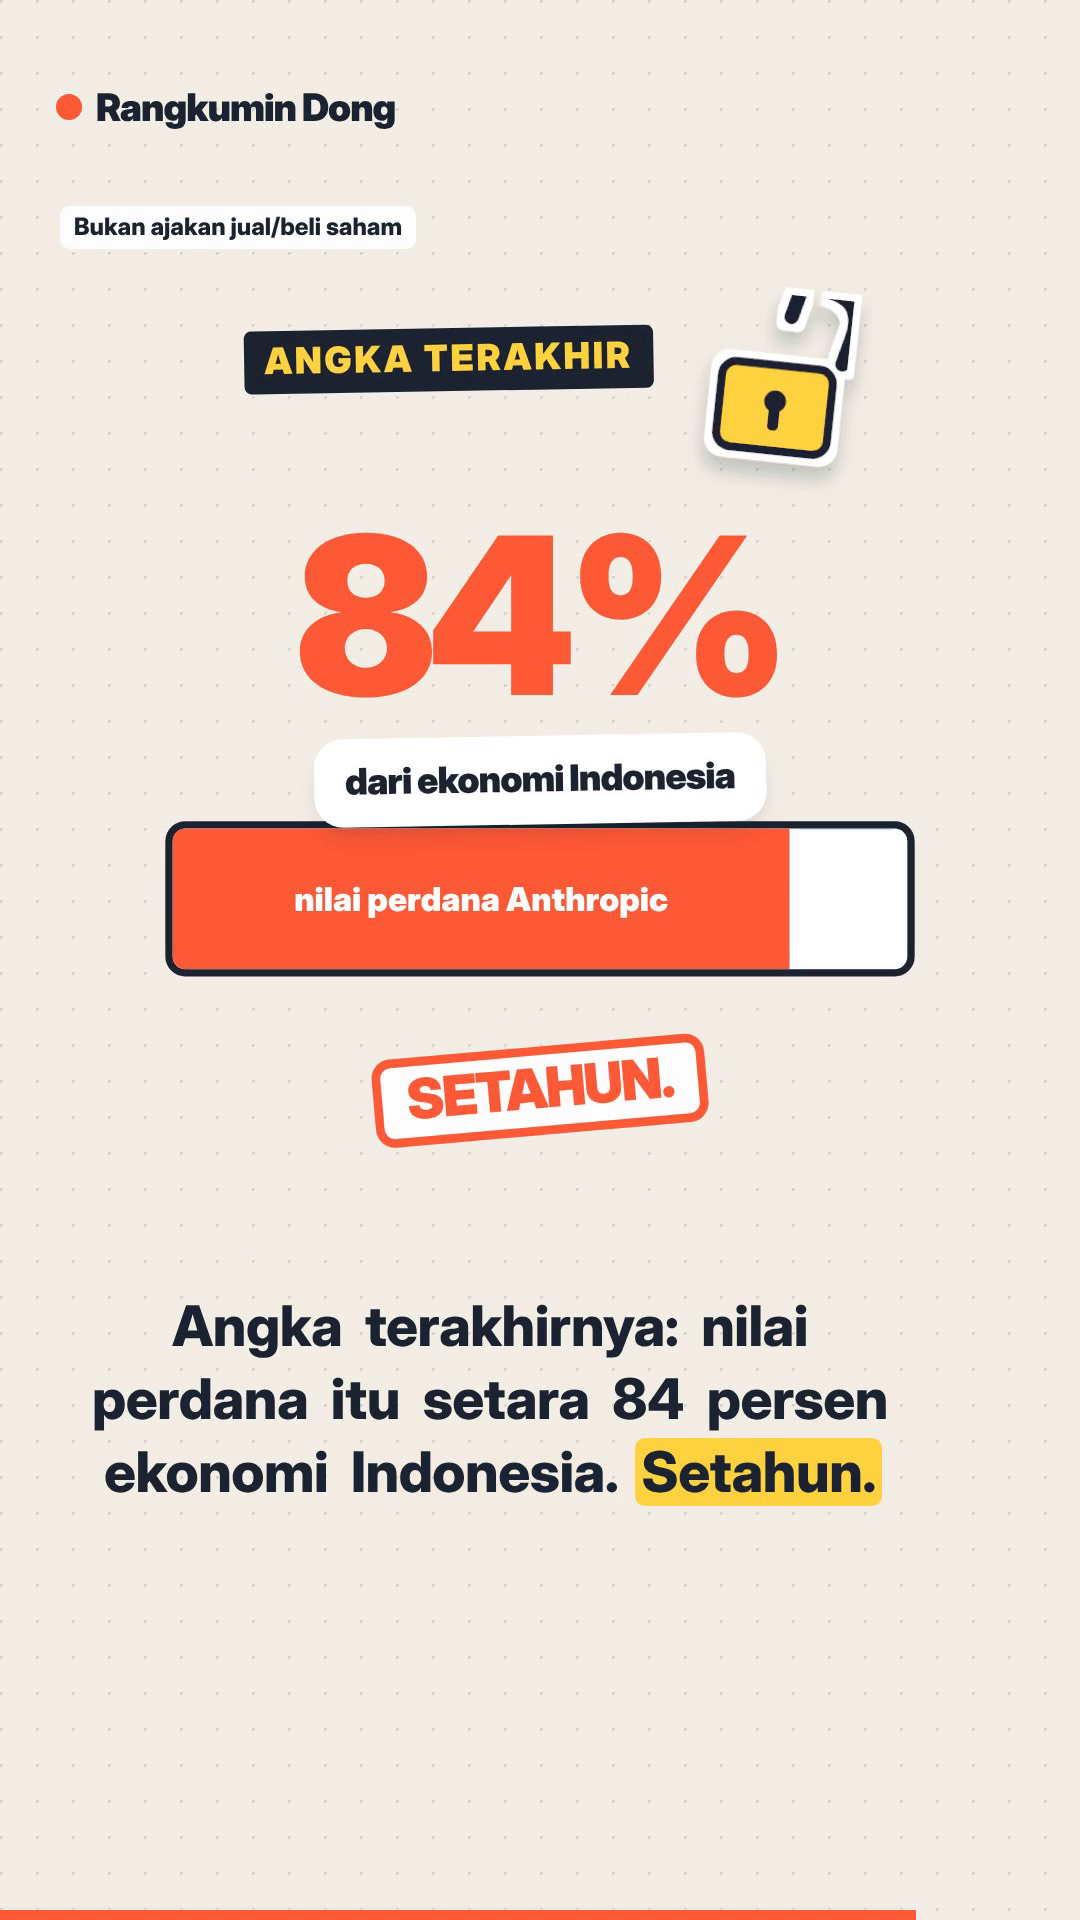 Rangkumin Dong
Bukan ajakan jual/beli saham
ANGKA TERAKHIR
84%
dari ekonomi Indonesia
nilai perdana Anthropic
SETAHUN.
Angka terakhirnya: nilai
perdana itu setara 84 persen
ekonomi Indonesia. Setahun.